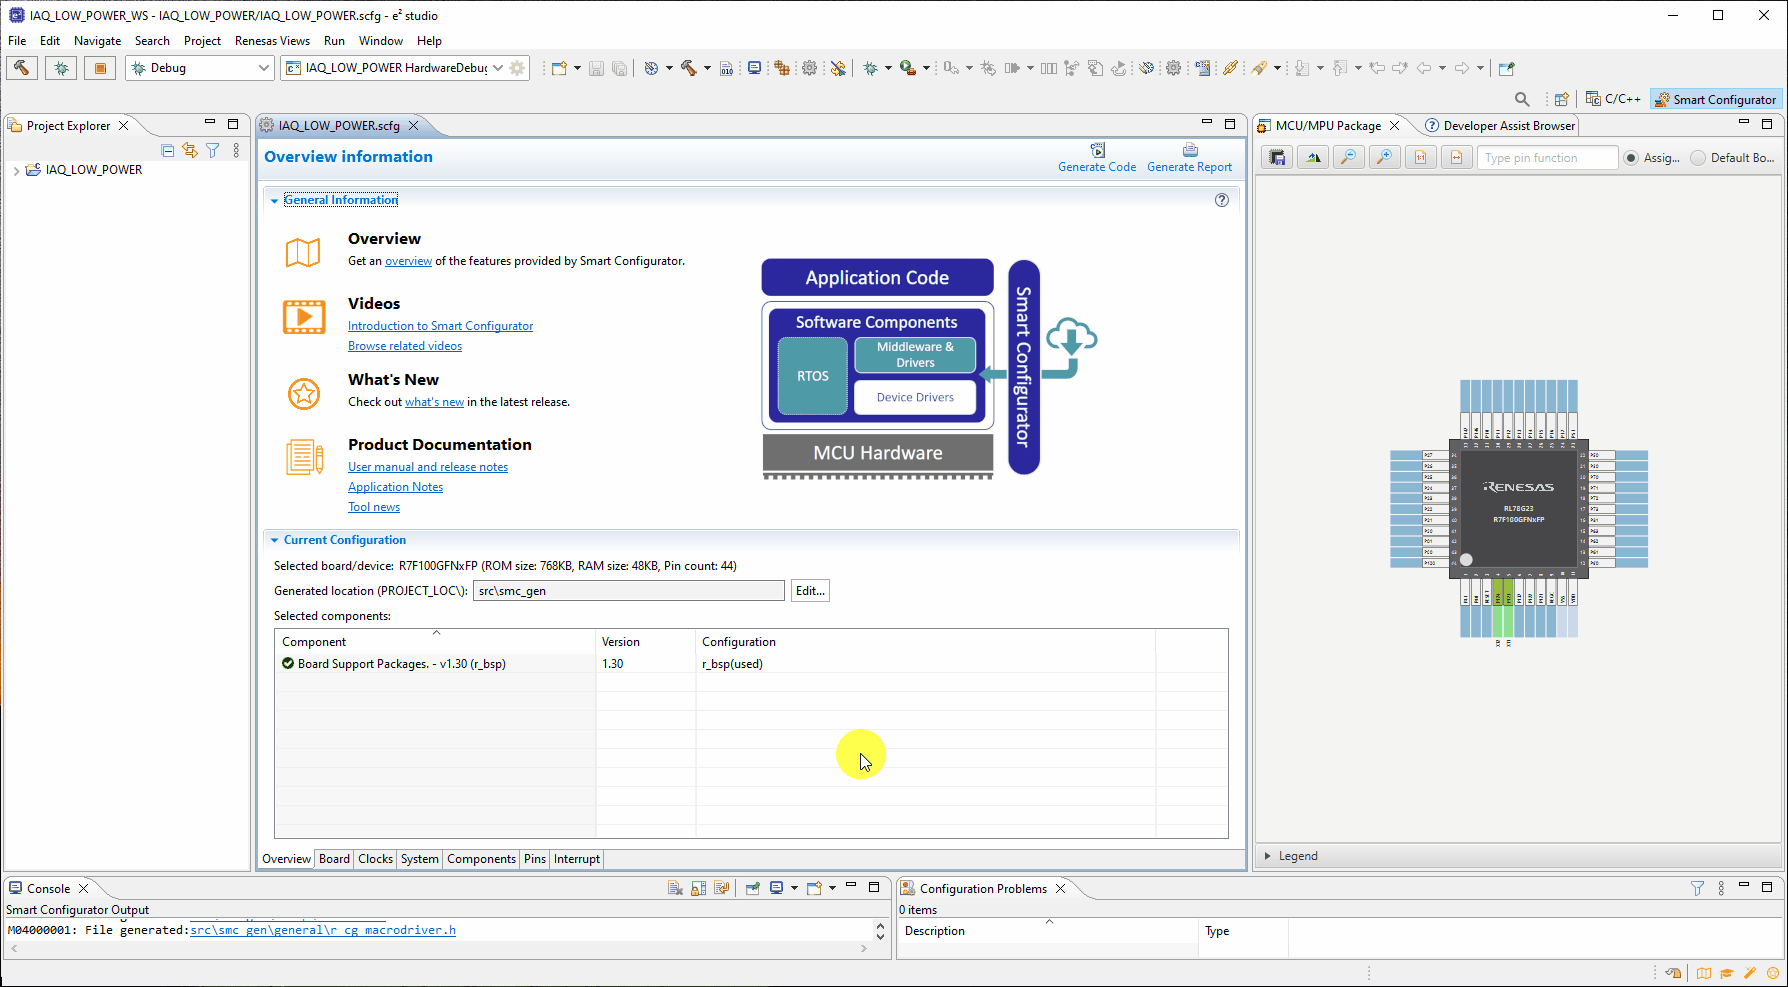 IAQ_LOW_POWER_WS - IAQ_LOW_POWER/IAQ_LOW_POWER.scfg - e² studio
File Edit Navigate Search Project Renesas Views Run Window Help
Debug
IAQ_LOW_POWER HardwareDebug
C/C++
Smart Configurator
Project Explorer
IAQ_LOW_POWER
IAQ_LOW_POWER.scfg
Overview information
Generate Code
Generate Report
General Information
Overview
Get an overview of the features provided by Smart Configurator.
Videos
Introduction to Smart Configurator
Browse related videos
What's New
Check out what's new in the latest release.
Product Documentation
User manual and release notes
Application Notes
Tool news
Application Code
Software Components
RTOS
Middleware & Drivers
Device Drivers
MCU Hardware
Smart Configurator
Current Configuration
Selected board/device: R7F100GFNxFP (ROM size: 768KB, RAM size: 48KB, Pin count: 44)
Generated location (PROJECT_LOC\): src\smc_gen Edit...
Selected components:
Component Version Configuration
Board Support Packages. - v1.30 (r_bsp) 1.30 r_bsp(used)
Overview Board Clocks System Components Pins Interrupt
MCU/MPU Package
Developer Assist Browser
Type pin function
Assig...
Default Bo...
RENESAS
RL78G23
R7F100GFNxFP
Legend
Console
Smart Configurator Output
M04000001: File generated:src\smc_gen\general\r_cg_macrodriver.h
Configuration Problems
0 items
Description Type